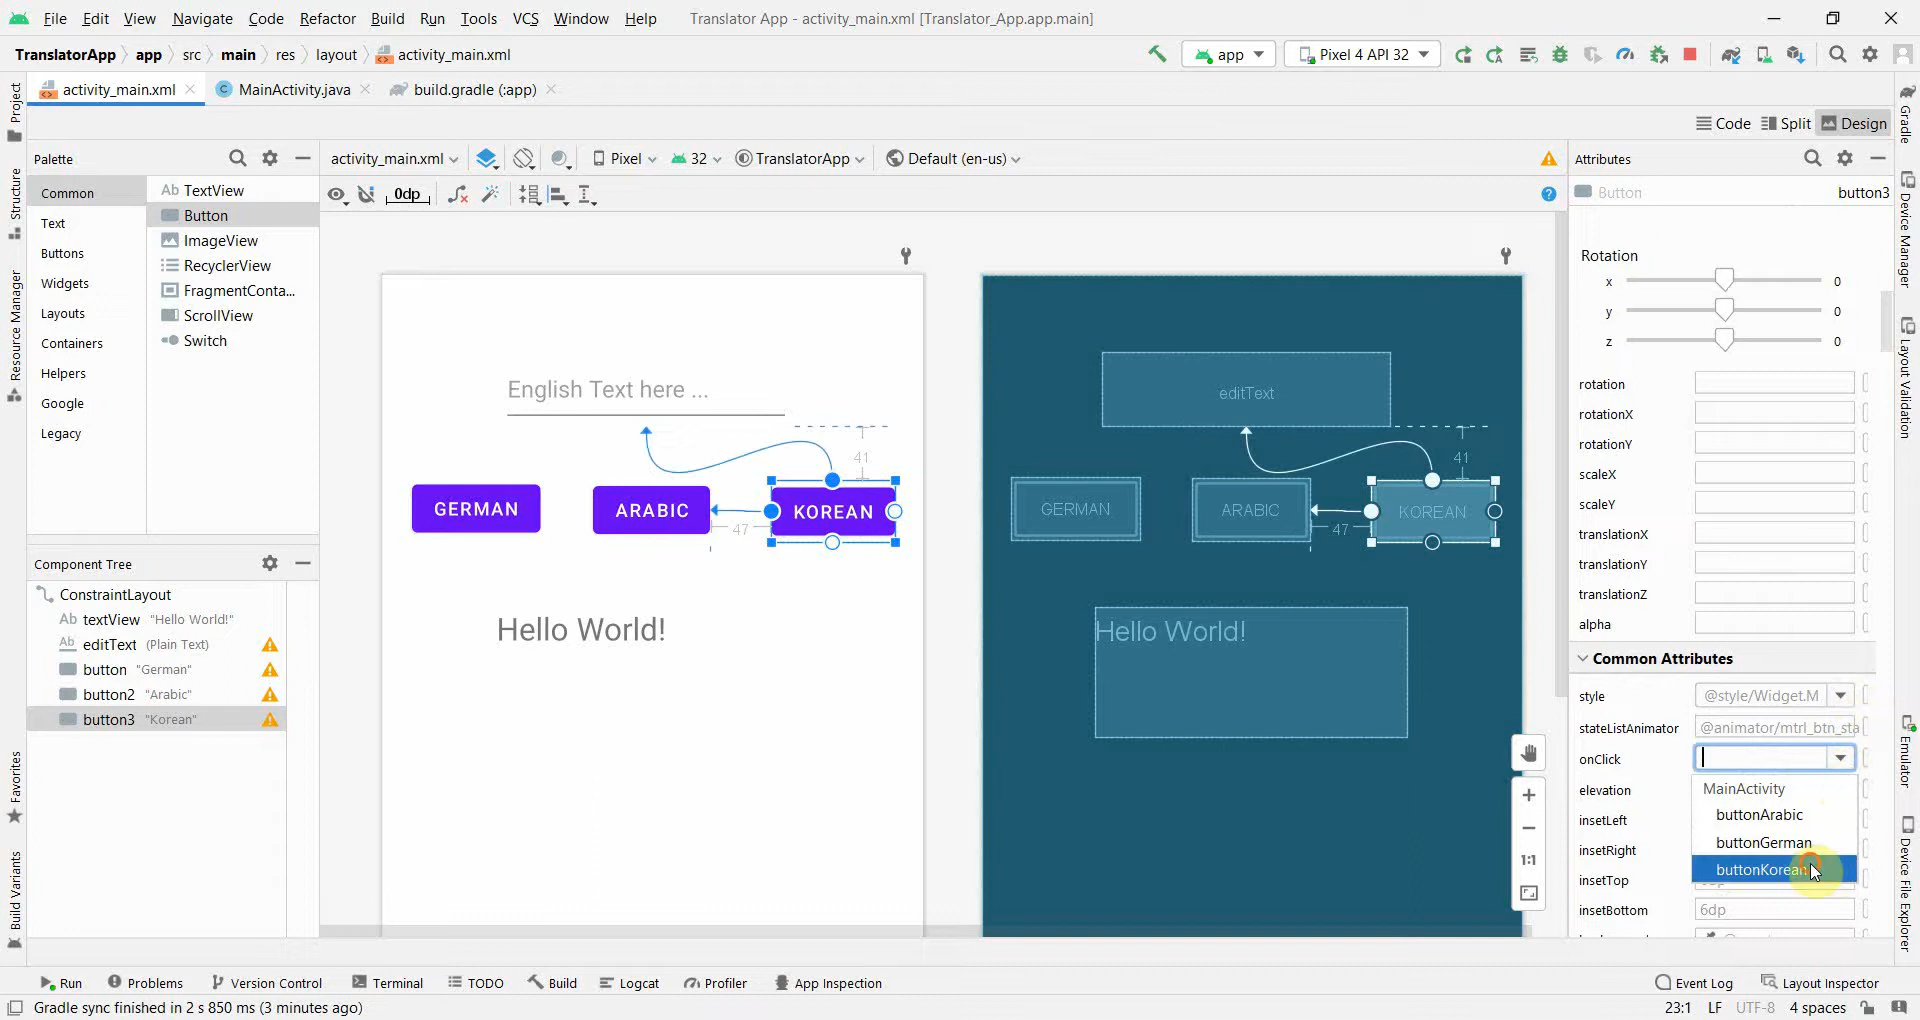 File Edit View Navigate Code Refactor Build Run Tools VCS Window Help Translator App - activity_main.xml [Translator_App.app.main]
TranslatorApp app src main res layout activity_main.xml app Pixel 4 API 32
activity_main.xml MainActivity.java build.gradle (:app)
Code Split Design
Palette activity_main.xml Pixel 32 TranslatorApp Default (en-us) Attributes
Common
Text
Buttons
Widgets
Layouts
Containers
Helpers
Google
Legacy
Ab TextView
Button
ImageView
RecyclerView
FragmentConta...
ScrollView
Switch
0dp
Button button3
English Text here ...
41
GERMAN ARABIC KOREAN
47
Hello World!
editText
41
GERMAN ARABIC KOREAN
47
Hello World!
1:1
Rotation
x 0
y 0
z 0
rotation
rotationX
rotationY
scaleX
scaleY
translationX
translationY
translationZ
alpha
Common Attributes
style @style/Widget.M
stateListAnimator @animator/mtrl_btn_sta
onClick
elevation
insetLeft
insetRight
insetTop
insetBottom 6dp
MainActivity
buttonArabic
buttonGerman
buttonKorean
Component Tree
ConstraintLayout
Ab textView "Hello World!"
Ab editText (Plain Text)
button "German"
button2 "Arabic"
button3 "Korean"
Project
Structure
Resource Manager
Favorites
Build Variants
Gradle
Device Manager
Layout Validation
Emulator
Device File Explorer
Run Problems Version Control Terminal TODO Build Logcat Profiler App Inspection Event Log Layout Inspector
Gradle sync finished in 2 s 850 ms (3 minutes ago) 23:1 LF UTF-8 4 spaces